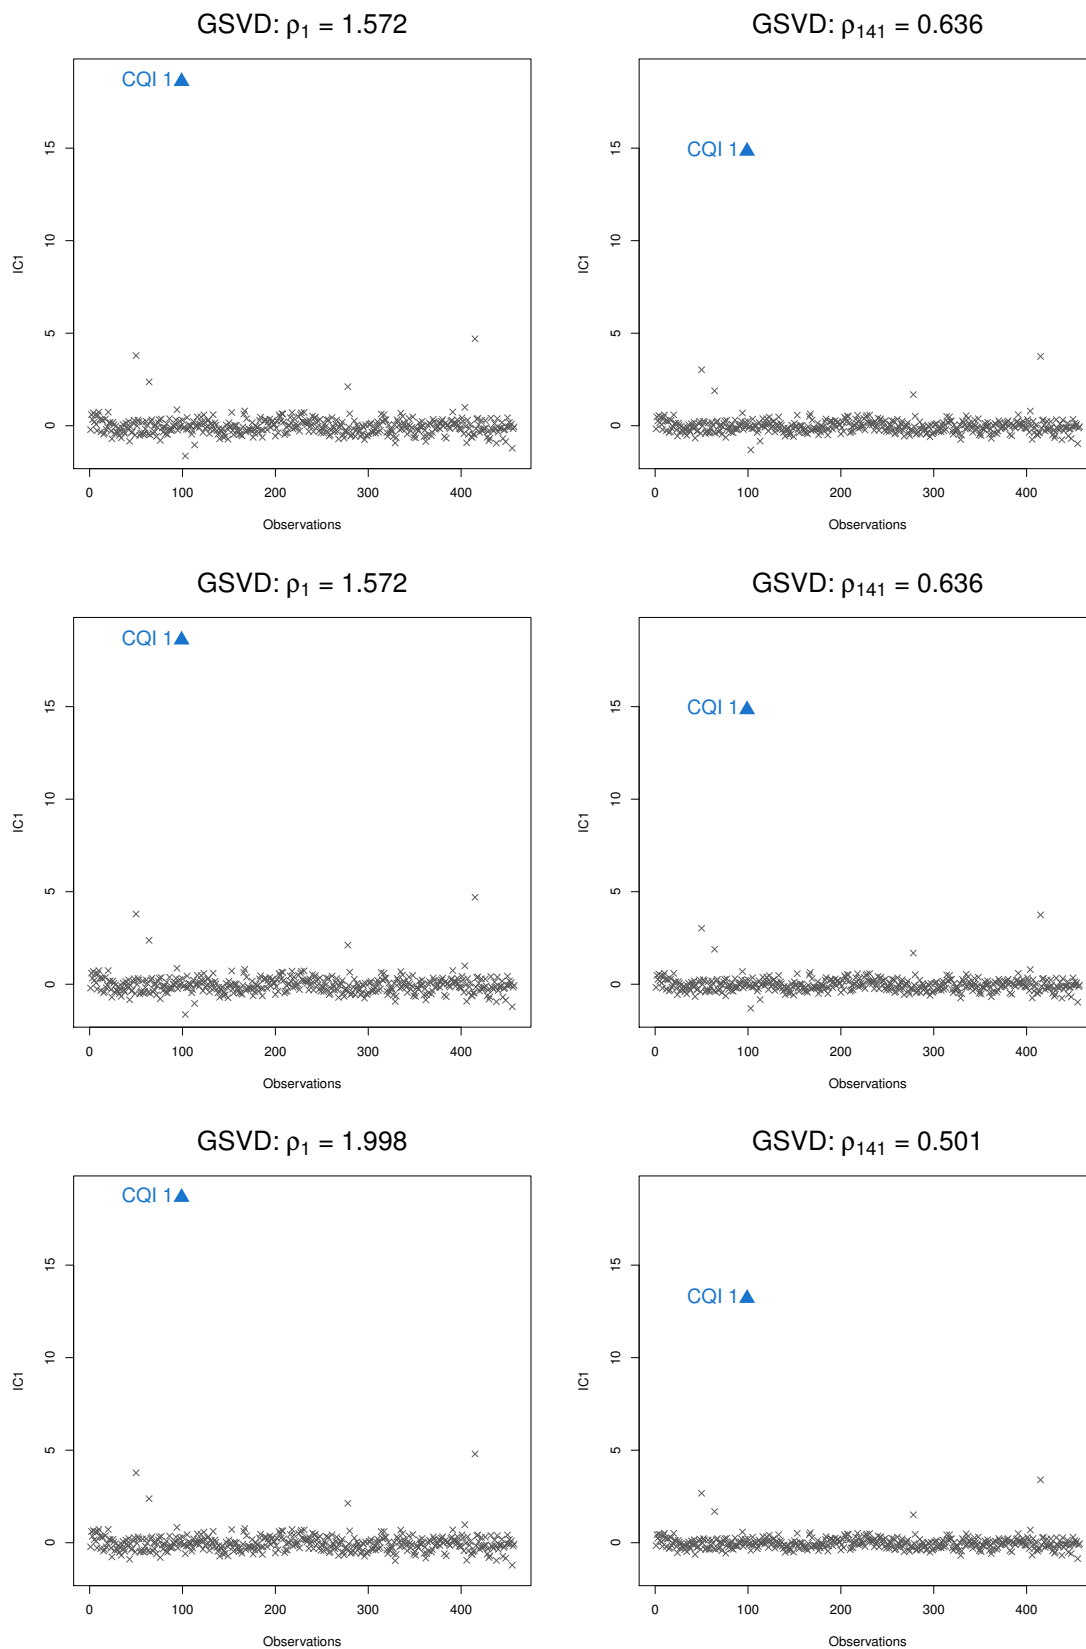 GSVD: ρ1 = 1.572
GSVD: ρ141 = 0.636
CQI 1
CQI 1
IC1
0
5
10
15
0 100 200 300 400
Observations
IC1
0
5
10
15
0 100 200 300 400
Observations
GSVD: ρ1 = 1.572
GSVD: ρ141 = 0.636
CQI 1
CQI 1
IC1
0
5
10
15
0 100 200 300 400
Observations
IC1
0
5
10
15
0 100 200 300 400
Observations
GSVD: ρ1 = 1.998
GSVD: ρ141 = 0.501
CQI 1
CQI 1
IC1
0
5
10
15
0 100 200 300 400
Observations
IC1
0
5
10
15
0 100 200 300 400
Observations